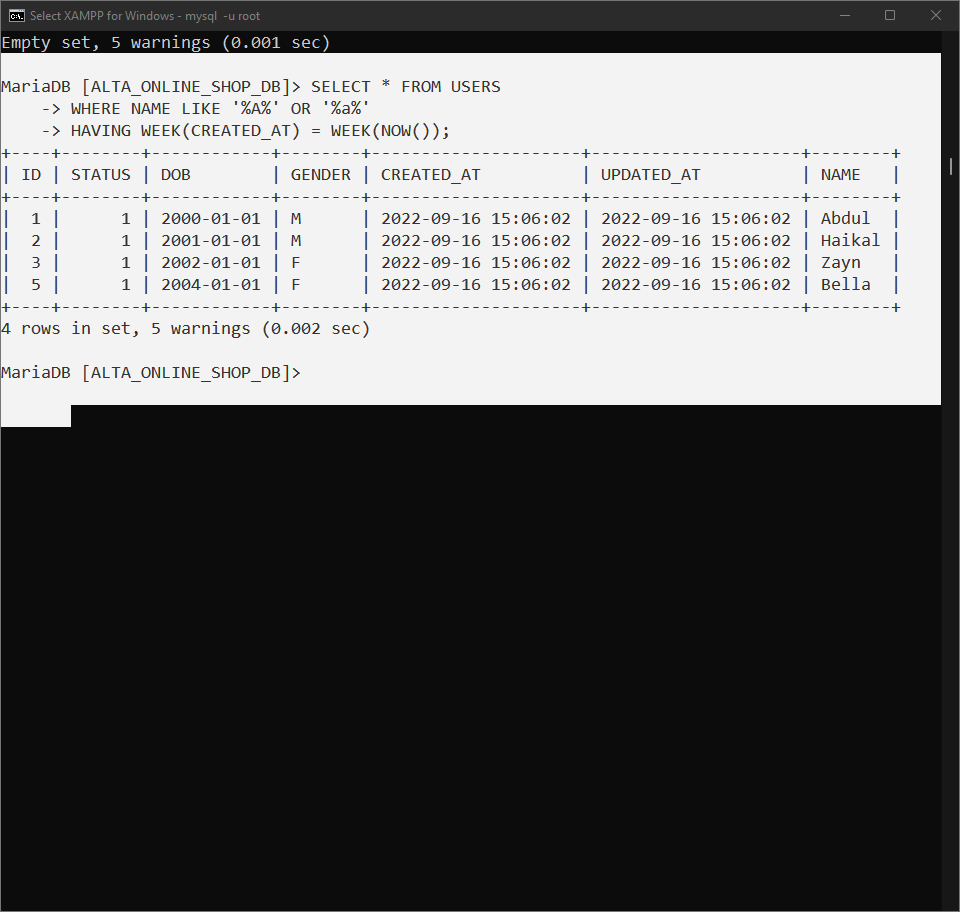 Select XAMPP for Windows - mysql  -u root
Empty set, 5 warnings (0.001 sec)
MariaDB [ALTA_ONLINE_SHOP_DB]> SELECT * FROM USERS
    -> WHERE NAME LIKE '%A%' OR '%a%'
    -> HAVING WEEK(CREATED_AT) = WEEK(NOW());
+----+--------+------------+--------+---------------------+---------------------+--------+
| ID | STATUS | DOB        | GENDER | CREATED_AT          | UPDATED_AT          | NAME   |
+----+--------+------------+--------+---------------------+---------------------+--------+
|  1 |      1 | 2000-01-01 | M      | 2022-09-16 15:06:02 | 2022-09-16 15:06:02 | Abdul  |
|  2 |      1 | 2001-01-01 | M      | 2022-09-16 15:06:02 | 2022-09-16 15:06:02 | Haikal |
|  3 |      1 | 2002-01-01 | F      | 2022-09-16 15:06:02 | 2022-09-16 15:06:02 | Zayn   |
|  5 |      1 | 2004-01-01 | F      | 2022-09-16 15:06:02 | 2022-09-16 15:06:02 | Bella  |
+----+--------+------------+--------+---------------------+---------------------+--------+
4 rows in set, 5 warnings (0.002 sec)
MariaDB [ALTA_ONLINE_SHOP_DB]>